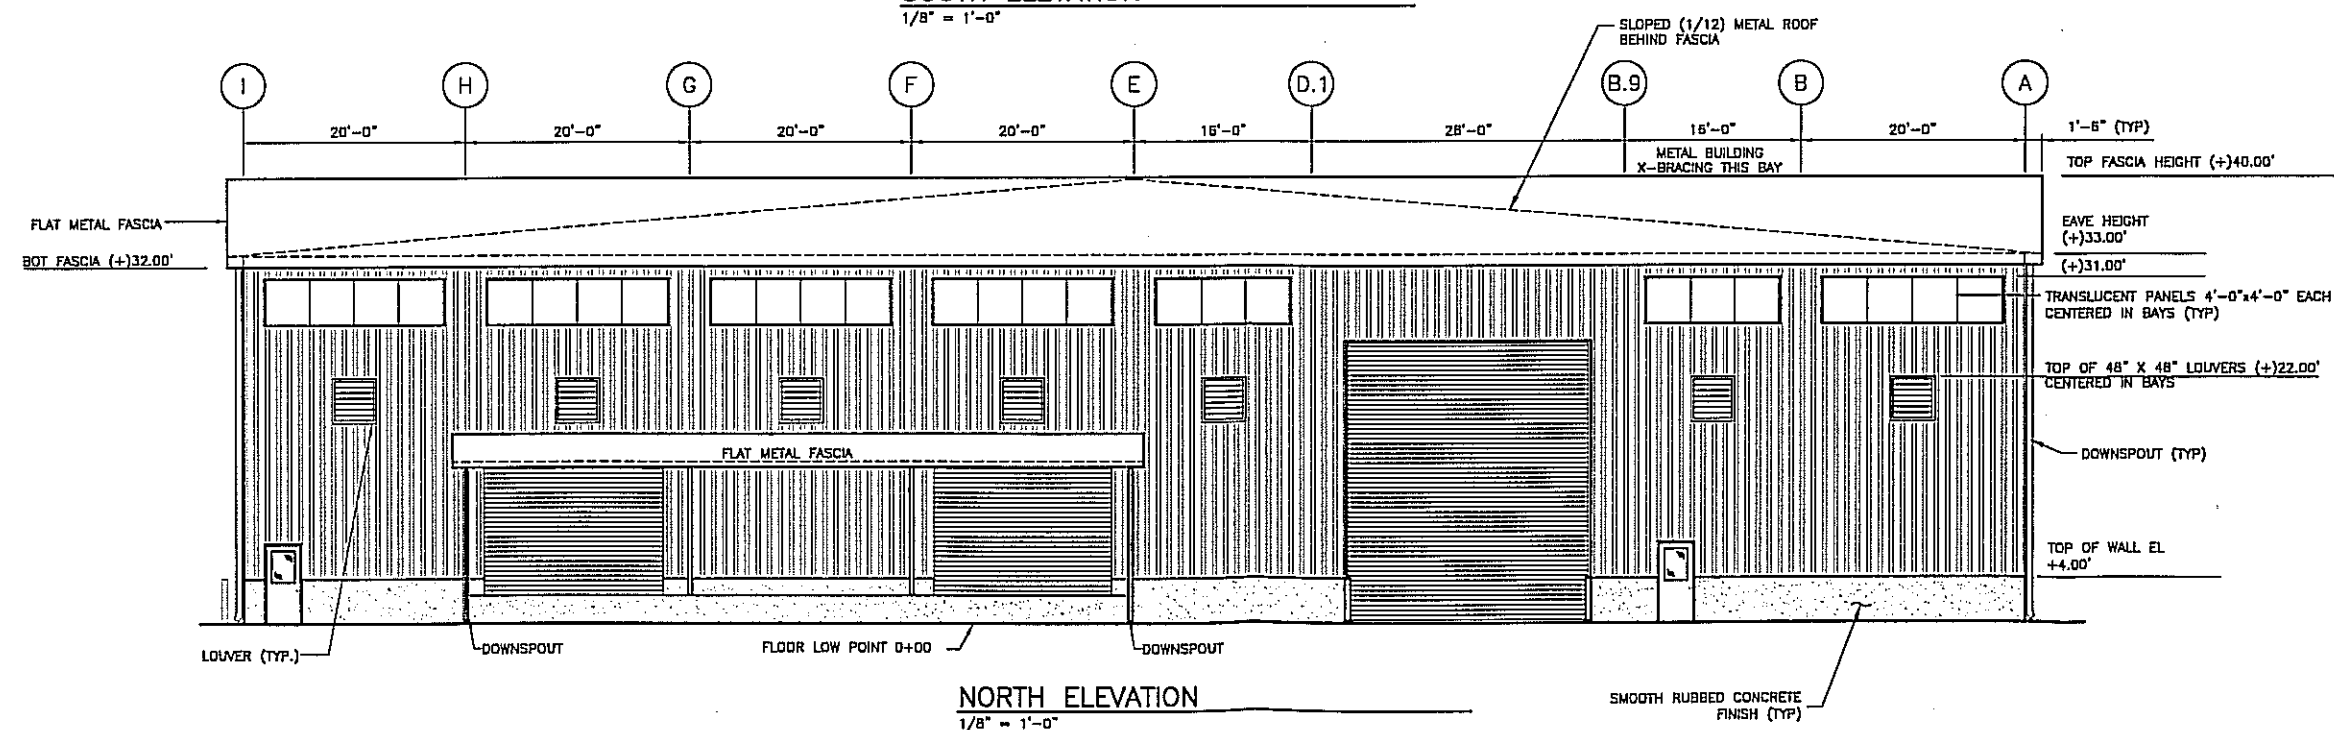 1/8" = 1'-0"
SLOPED (1/12) METAL ROOF
BEHIND FASCIA
I
H
G
F
E
D.1
B.9
B
A
20'-0"
20'-0"
20'-0"
20'-0"
16'-0"
28'-0"
16'-0"
20'-0"
1'-6" (TYP)
METAL BUILDING
X-BRACING THIS BAY
TOP FASCIA HEIGHT (+)40.00'
FLAT METAL FASCIA
EAVE HEIGHT
(+)33.00'
BOT FASCIA (+)32.00'
(+)31.00'
TRANSLUCENT PANELS 4'-0"x4'-0" EACH
CENTERED IN BAYS (TYP)
TOP OF 48" X 48" LOUVERS (+)22.00'
CENTERED IN BAYS
FLAT METAL FASCIA
DOWNSPOUT (TYP)
TOP OF WALL EL
+4.00'
LOUVER (TYP.)
DOWNSPOUT
FLOOR LOW POINT 0+00
DOWNSPOUT
NORTH ELEVATION
1/8" = 1'-0"
SMOOTH RUBBED CONCRETE
FINISH (TYP)